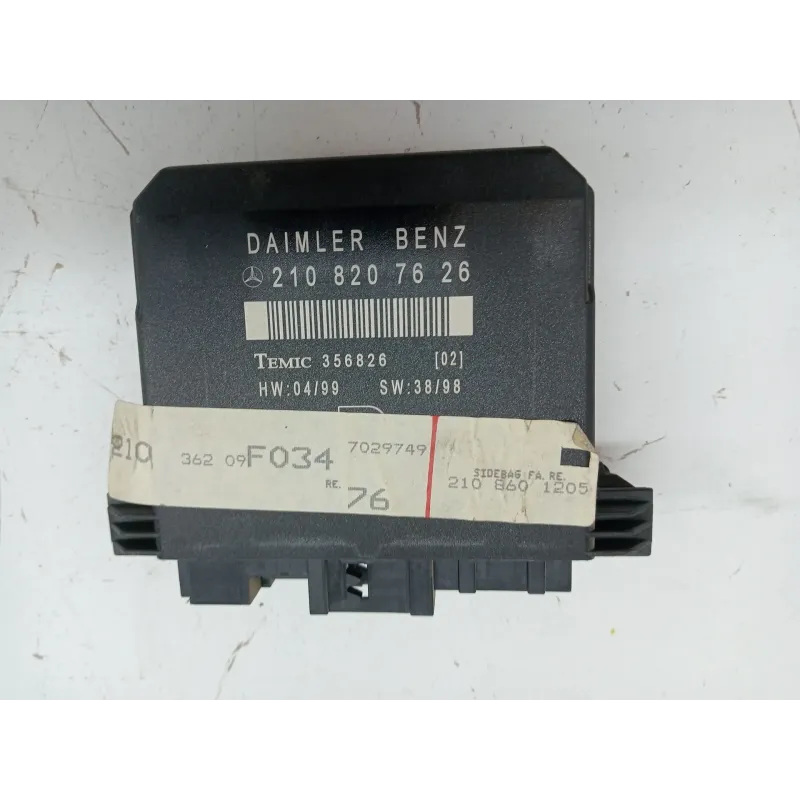 DAIMLER BENZ
210 820 76 26
TEMIC 356826 [02]
HW:04/99 SW:38/98
210 362 09 F034 7029749
RE. 76
SIDEBAG FA. RE.
210 860 1205